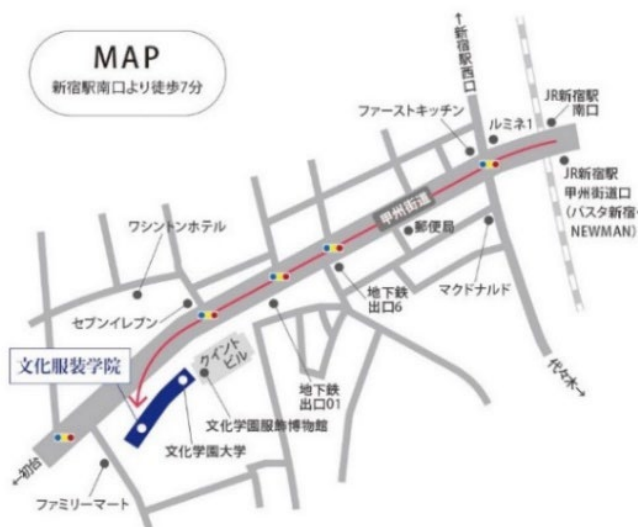 MAP
新宿駅南口より徒歩7分
←新宿駅西口
ファーストキッチン
ルミネ1
JR新宿駅
南口
JR新宿駅
甲州街道口
(バスタ新宿・
NEWMAN)
甲州街道
郵便局
マクドナルド
代々木→
ワシントンホテル
セブンイレブン
地下鉄
出口6
地下鉄
出口01
クイント
ビル
文化服装学院
文化学園服飾博物館
文化学園大学
ファミリーマート
←初台